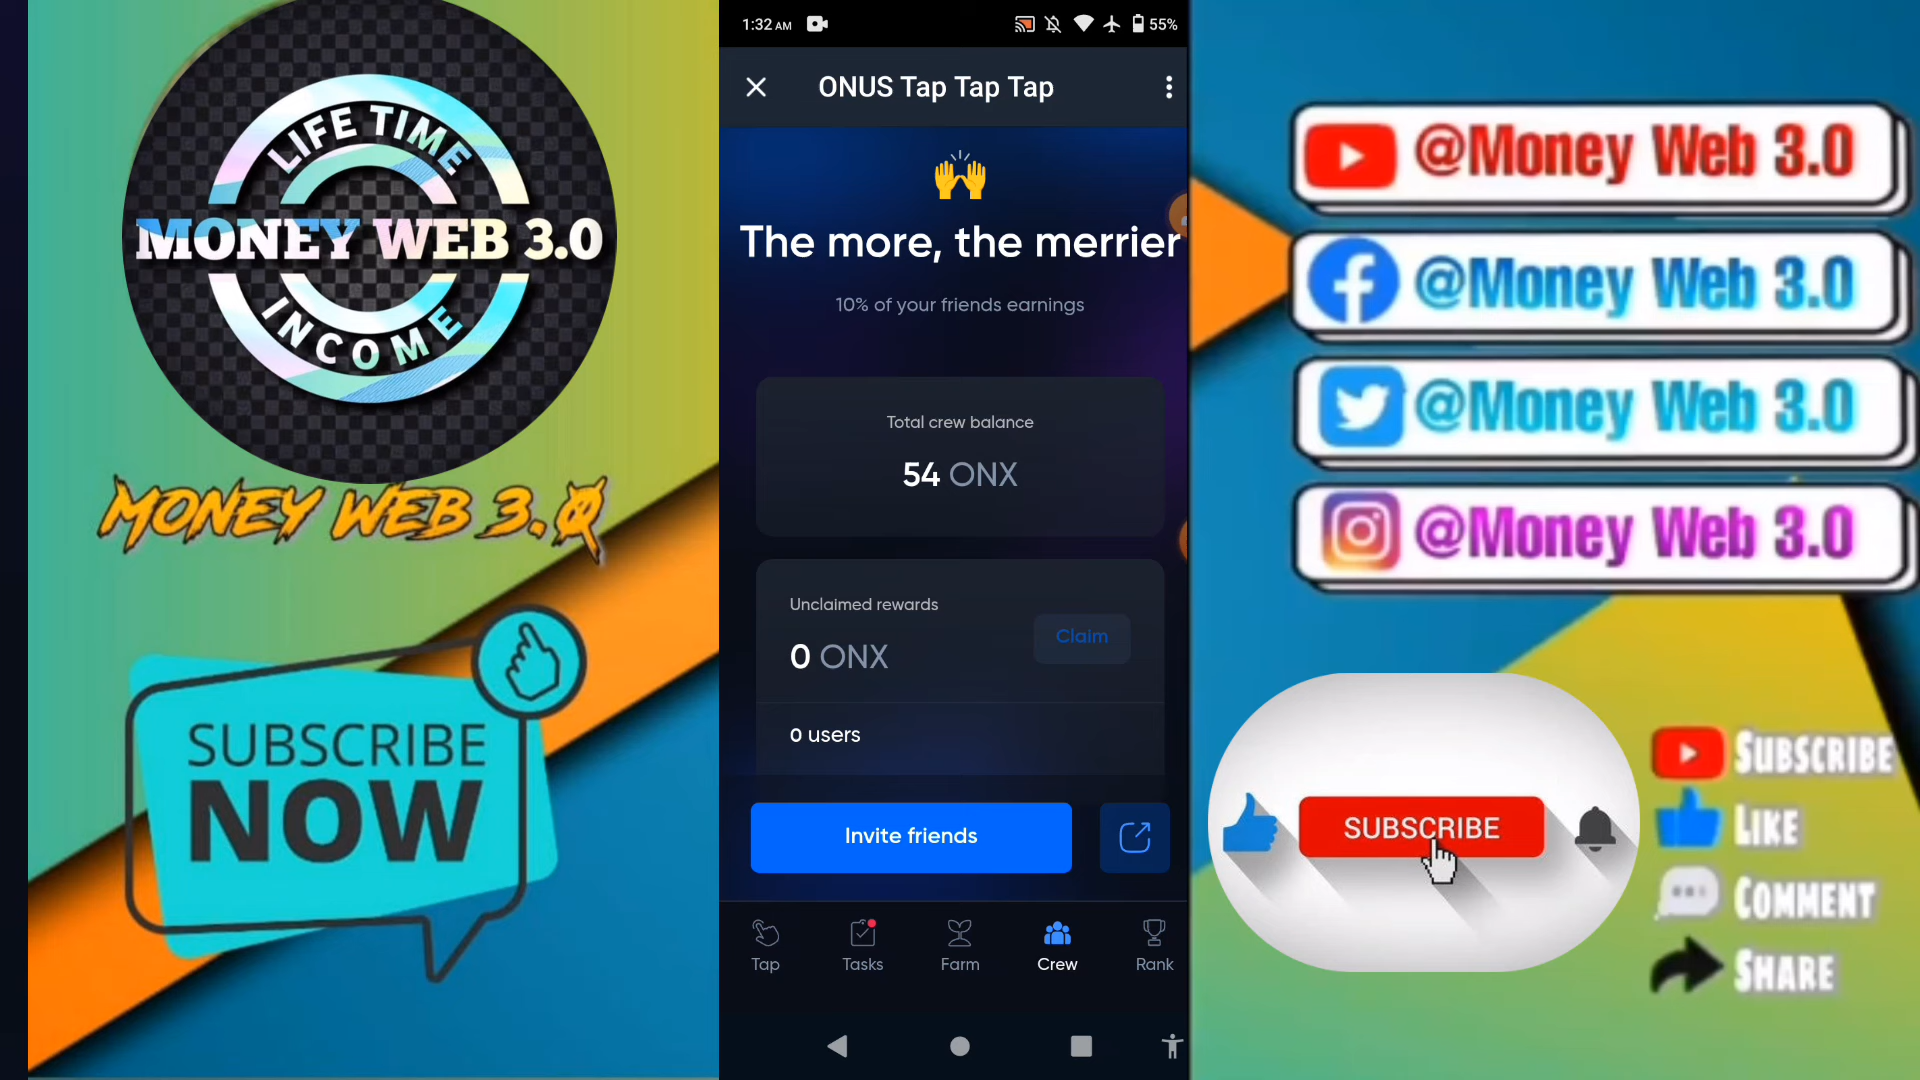 LIFE TIME
MONEY WEB 3.0
INCOME
MONEY WEB 3.0
SUBSCRIBE
NOW
1:32 AM
55%
ONUS Tap Tap Tap
The more, the merrier
10% of your friends earnings
Total crew balance
54 ONX
Unclaimed rewards
0 ONX
Claim
0 users
Invite friends
Tap
Tasks
Farm
Crew
Rank
@Money Web 3.0
@Money Web 3.0
@Money Web 3.0
@Money Web 3.0
SUBSCRIBE
SUBSCRIBE
LIKE
COMMENT
SHARE